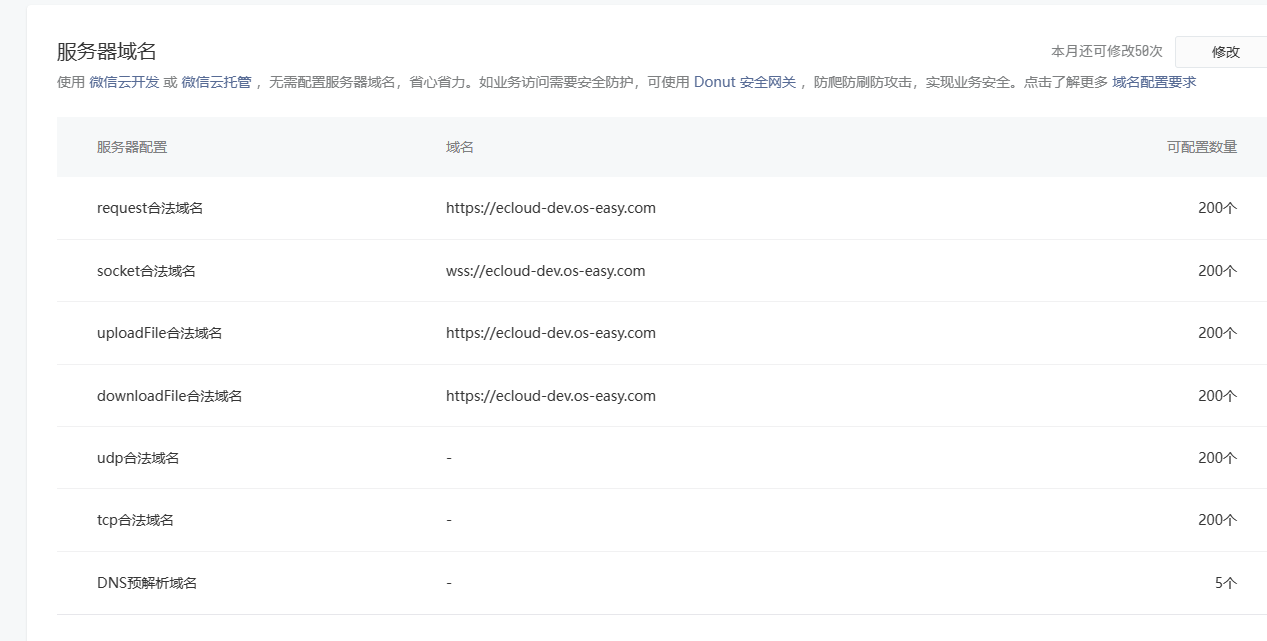 服务器域名
本月还可修改50次 修改
使用 微信云开发 或 微信云托管 ，无需配置服务器域名，省心省力。如业务访问需要安全防护，可使用 Donut 安全网关 ，防爬防刷防攻击，实现业务安全。点击了解更多 域名配置要求
服务器配置 域名 可配置数量
request合法域名 https://ecloud-dev.os-easy.com 200个
socket合法域名 wss://ecloud-dev.os-easy.com 200个
uploadFile合法域名 https://ecloud-dev.os-easy.com 200个
downloadFile合法域名 https://ecloud-dev.os-easy.com 200个
udp合法域名 - 200个
tcp合法域名 - 200个
DNS预解析域名 - 5个